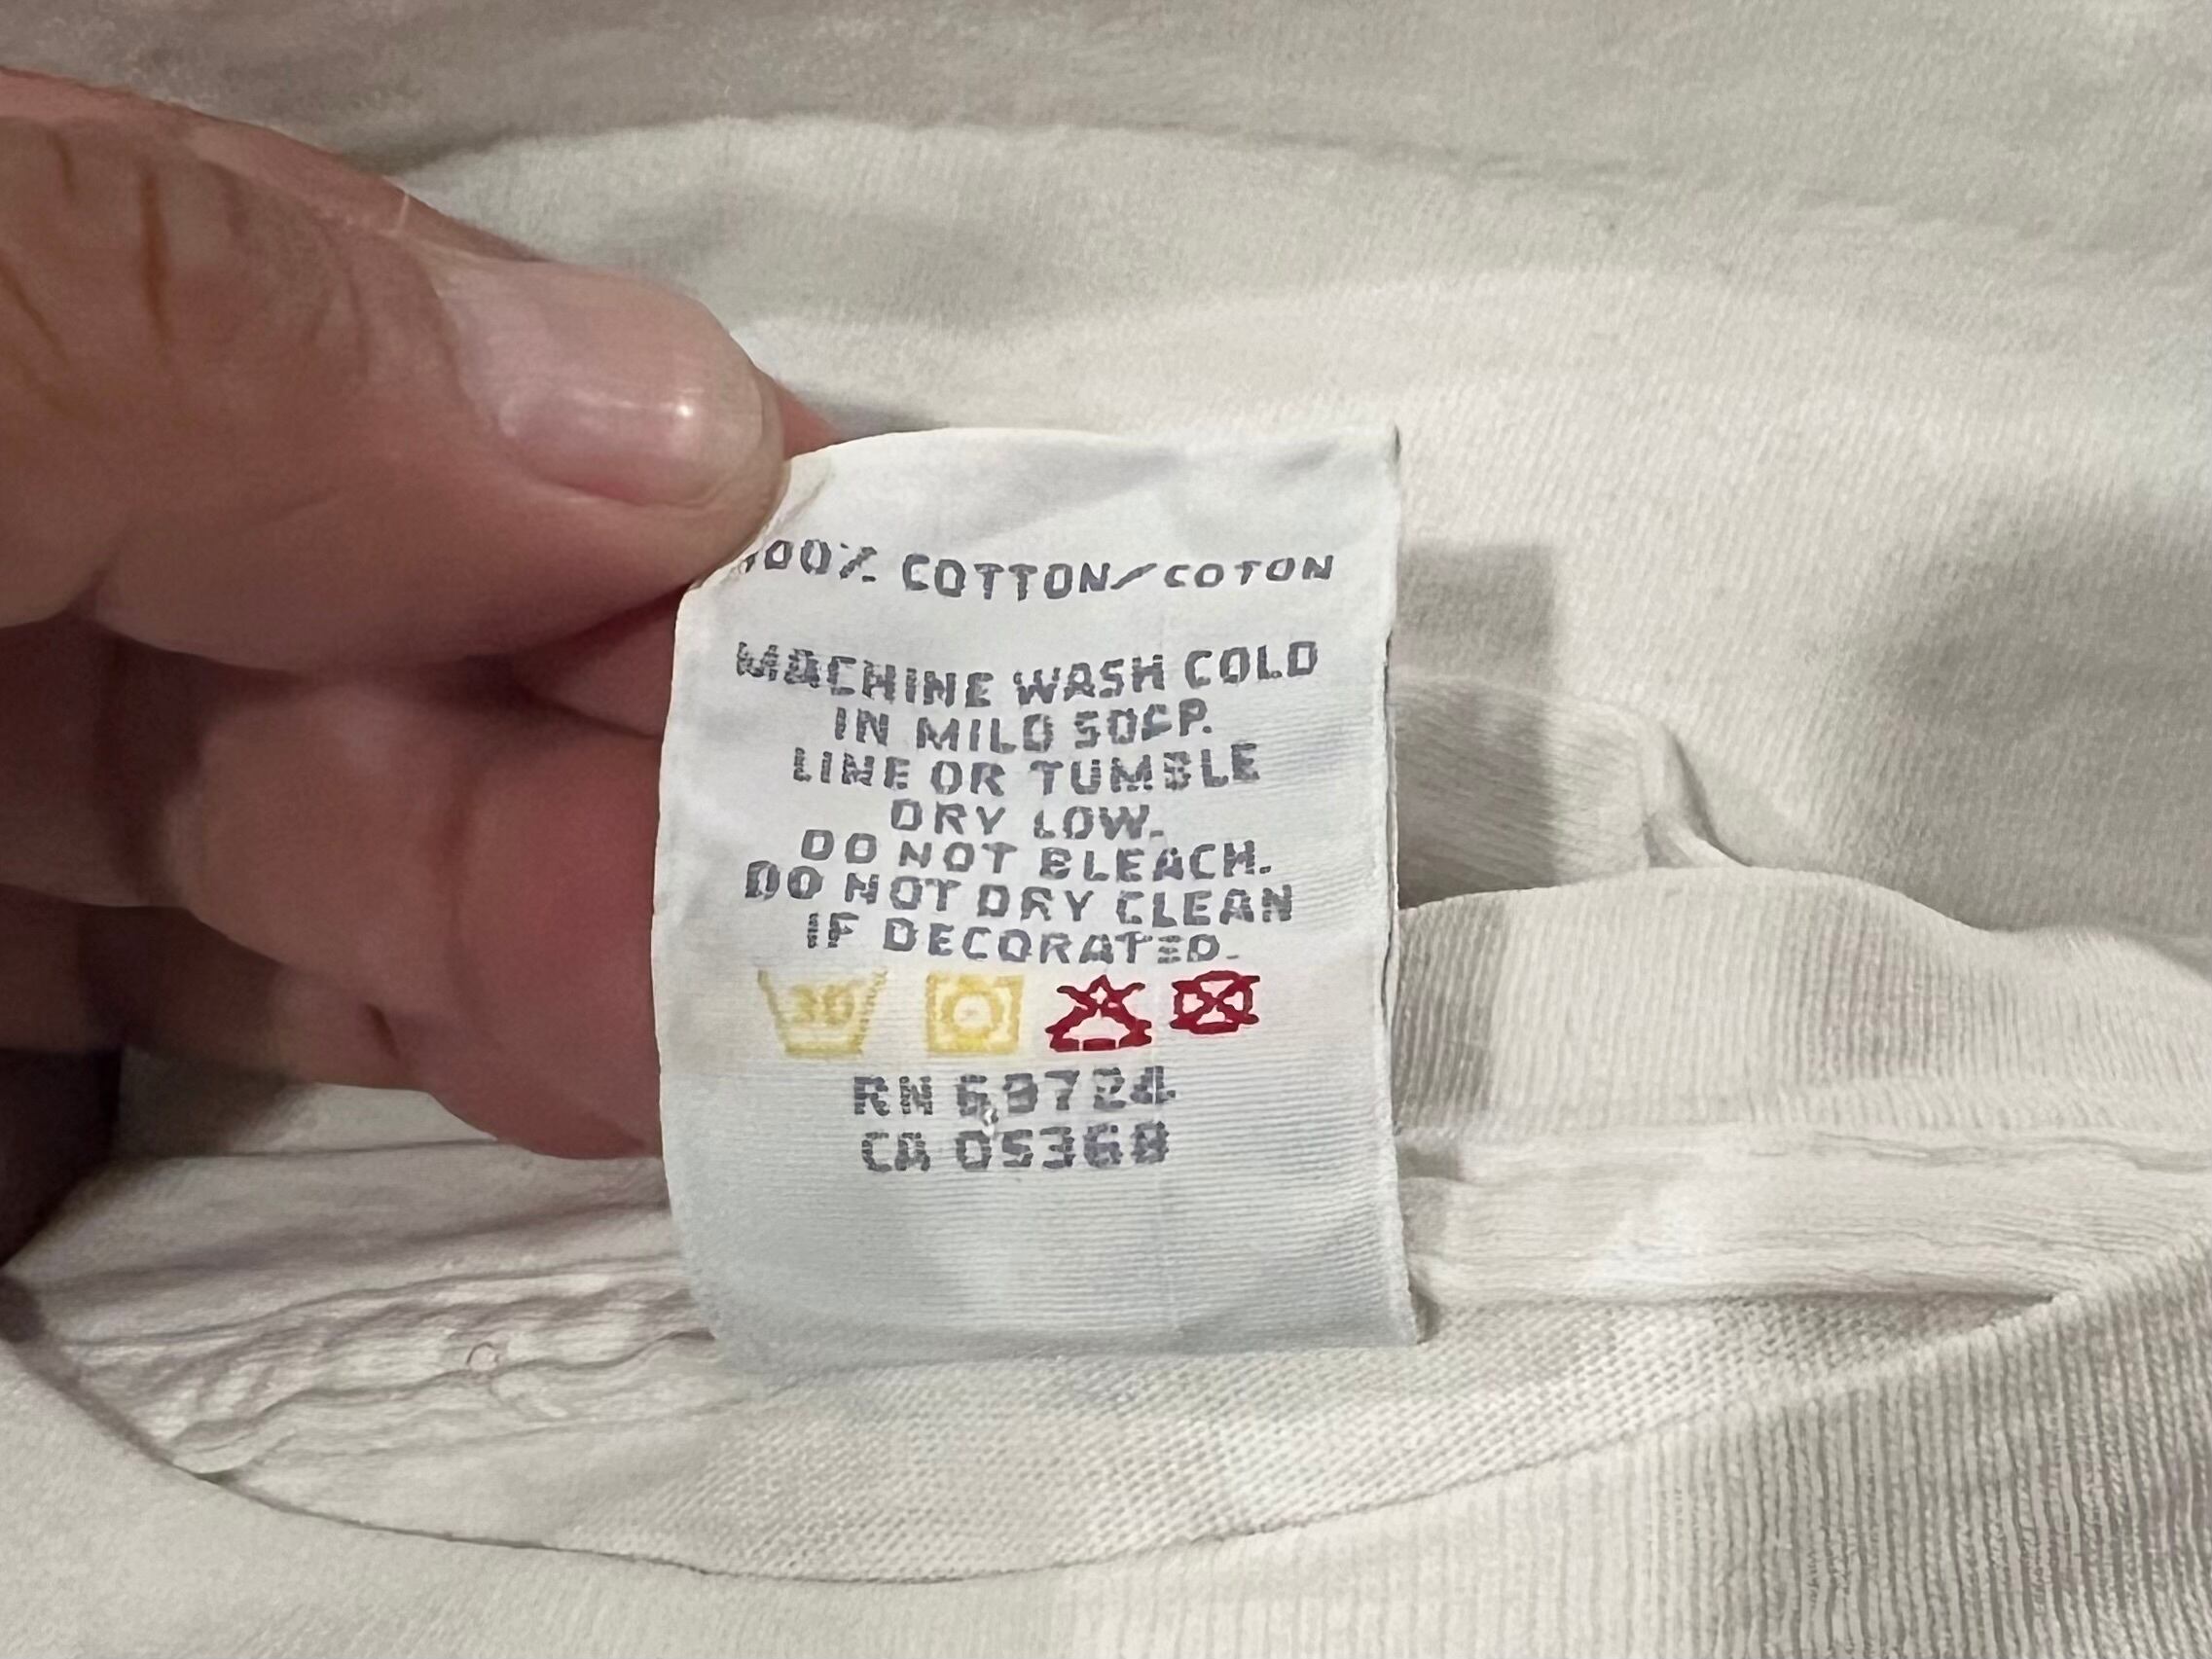 100% COTTON/COTON
MACHINE WASH COLD
IN MILD SOAP.
LINE OR TUMBLE
DRY LOW.
DO NOT BLEACH.
DO NOT DRY CLEAN
IF DECORATED.
30
RN
CA 05368